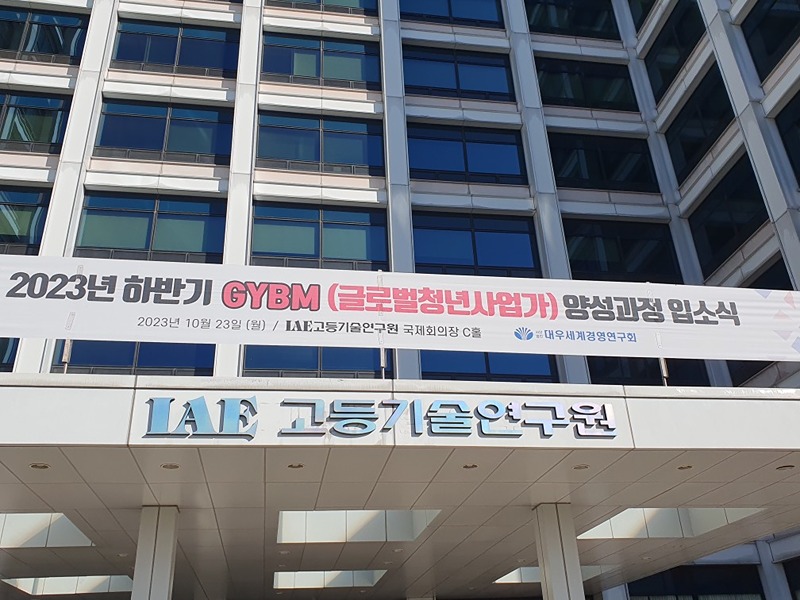 2023년 하반기 GYBM (글로벌청년사업가) 양성과정 입소식
2023년 10월 23일 (월) / IAE고등기술연구원 국제회의장 C홀 대우세계경영연구회
IAE 고등기술연구원